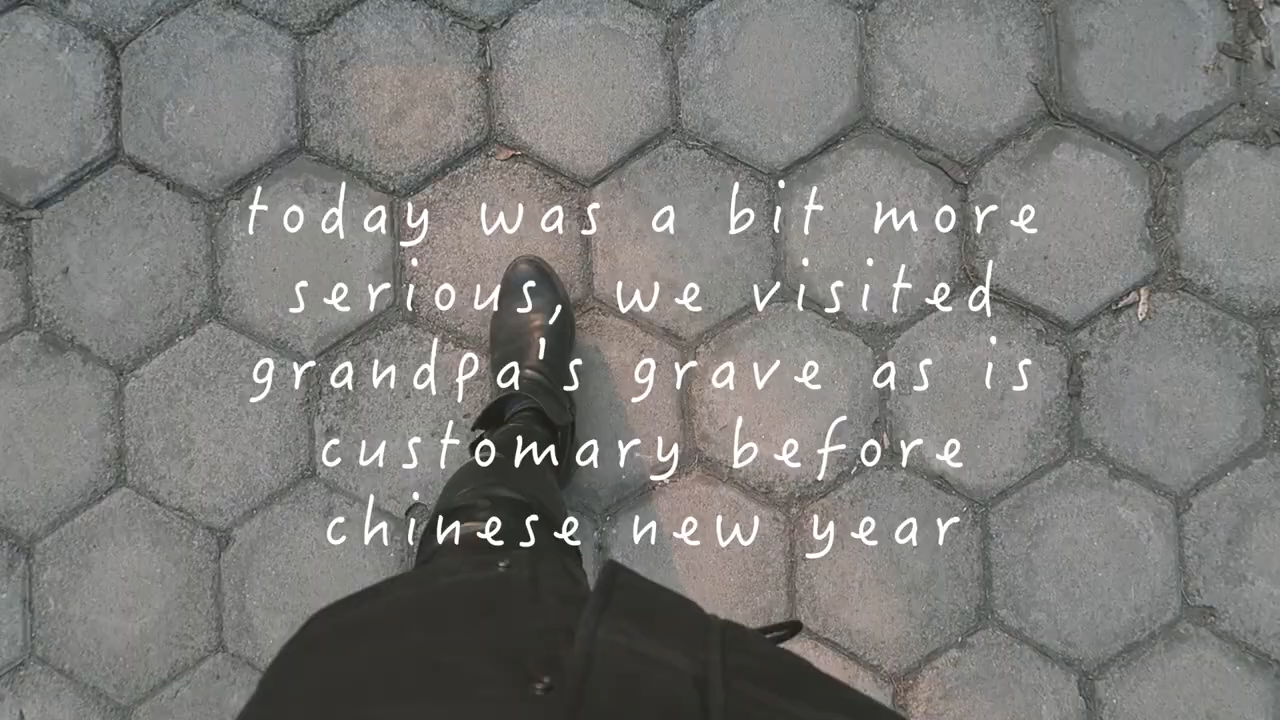 today was a bit more
serious, we visited
grandpa's grave as is
customary before
chinese new year